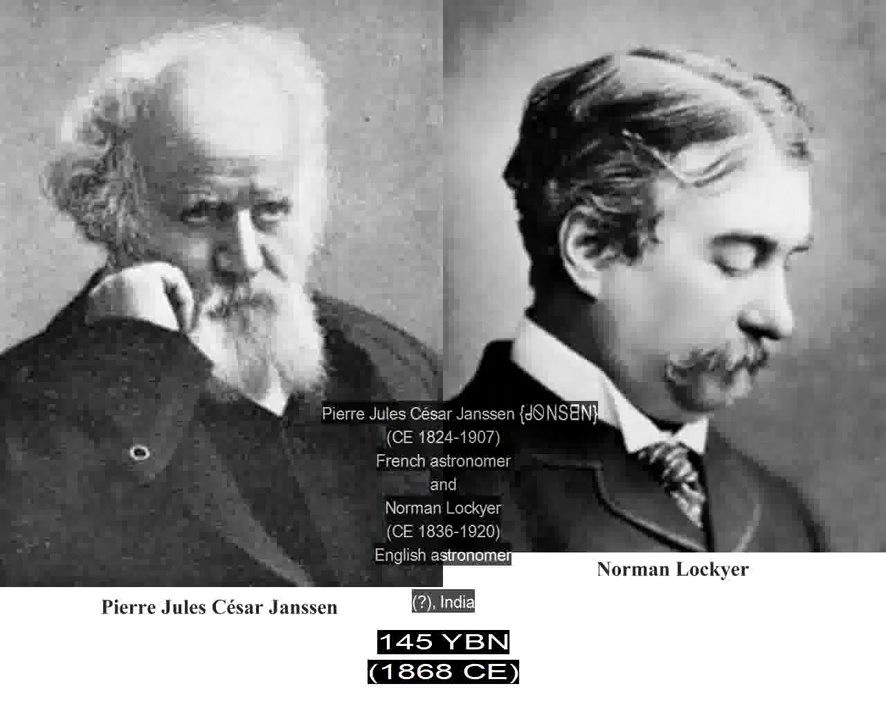 Pierre Jules César Janssen {J⦸NSEN}
(CE 1824-1907)
French astronomer
and
Norman Lockyer
(CE 1836-1920)
English astronomer
Norman Lockyer
Pierre Jules César Janssen
(?), India
145 YBN
(1868 CE)